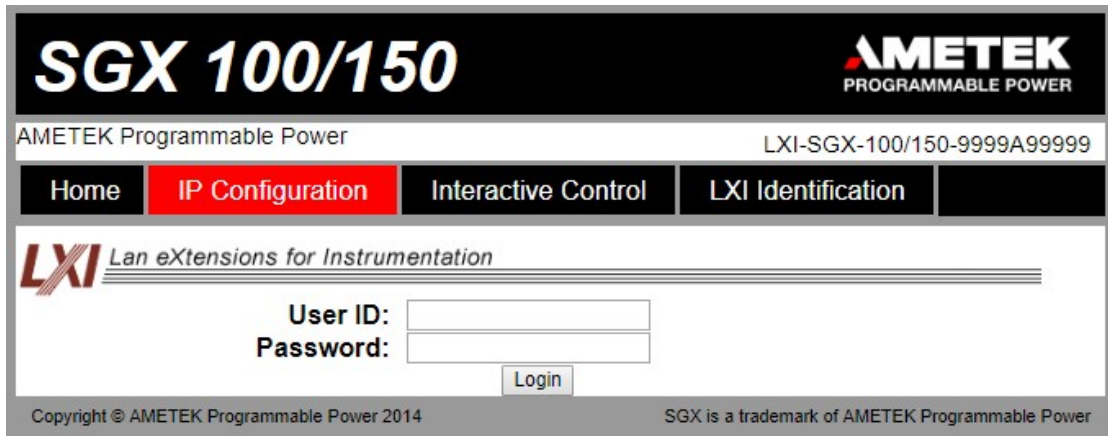 SGX 100/150
AMETEK
PROGRAMMABLE POWER
AMETEK Programmable Power
LXI-SGX-100/150-9999A99999
Home IP Configuration Interactive Control LXI Identification
LXI Lan eXtensions for Instrumentation
User ID:
Password:
Login
Copyright © AMETEK Programmable Power 2014
SGX is a trademark of AMETEK Programmable Power